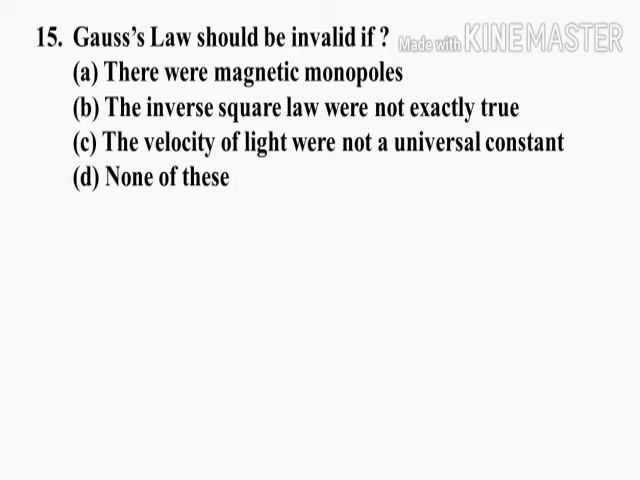 15. Gauss's Law should be invalid if ?
Made with KINEMASTER
(a) There were magnetic monopoles
(b) The inverse square law were not exactly true
(c) The velocity of light were not a universal constant
(d) None of these